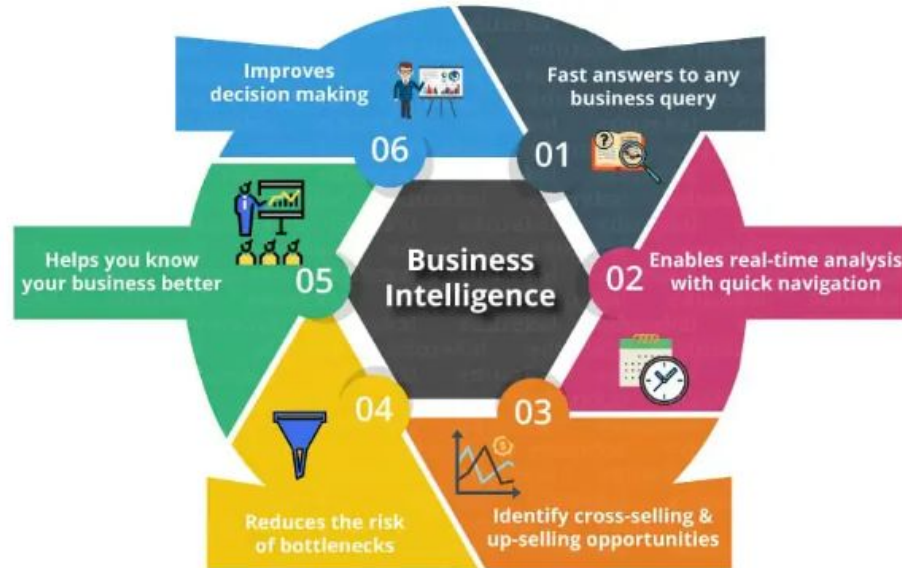 Business
Intelligence
01
Fast answers to any
business query
?
02
Enables real-time analysis
with quick navigation
03
$
Identify cross-selling &
up-selling opportunities
04
Reduces the risk
of bottlenecks
05
Helps you know
your business better
06
Improves
decision making